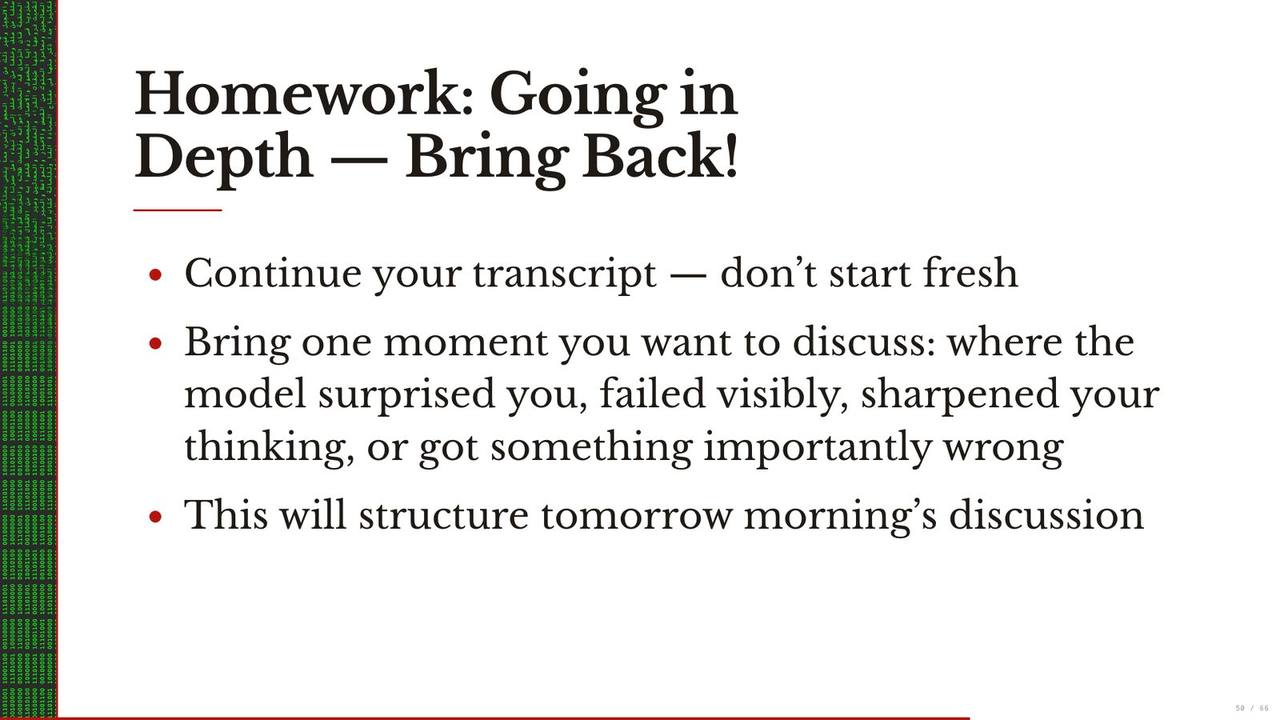 Homework: Going in
Depth — Bring Back!
• Continue your transcript — don’t start fresh
• Bring one moment you want to discuss: where the
model surprised you, failed visibly, sharpened your
thinking, or got something importantly wrong
• This will structure tomorrow morning’s discussion
50 / 66